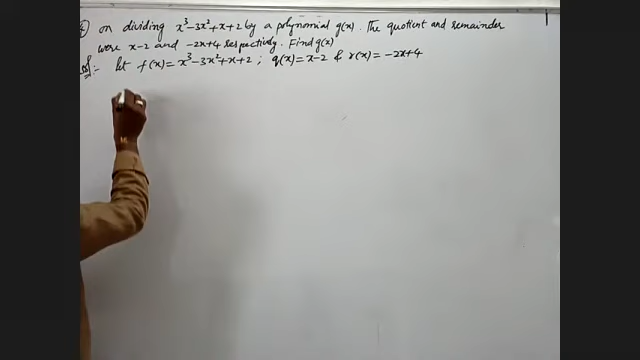 on dividing x³-3x²+x+2 by a polynomial g(x). The quotient and remainder
were x-2 and -2x+4 respectively. Find g(x)
Sol:- let f(x)=x³-3x²+x+2 ; q(x)=x-2 & r(x)=-2x+4